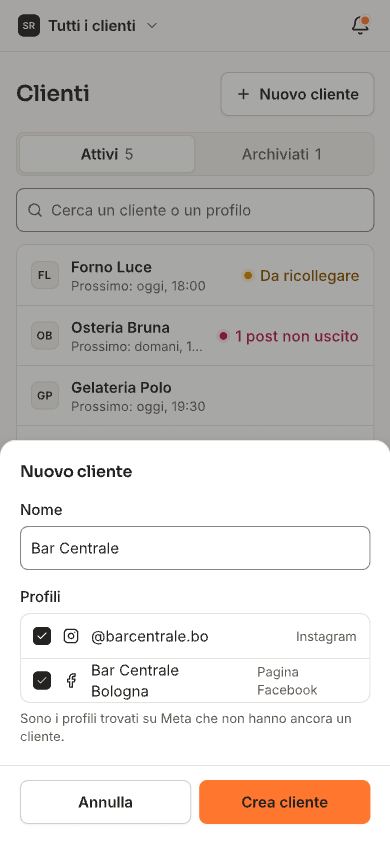 SR Tutti i clienti
Clienti
Nuovo cliente
Attivi 5
Archiviati 1
Cerca un cliente o un profilo
FL
Forno Luce
Prossimo: oggi, 18:00
Da ricollegare
OB
Osteria Bruna
Prossimo: domani, 1...
1 post non uscito
GP
Gelateria Polo
Prossimo: oggi, 19:30
Nuovo cliente
Nome
Bar Centrale
Profili
@barcentrale.bo
Instagram
Bar Centrale
Bologna
Pagina
Facebook
Sono i profili trovati su Meta che non hanno ancora un
cliente.
Annulla
Crea cliente